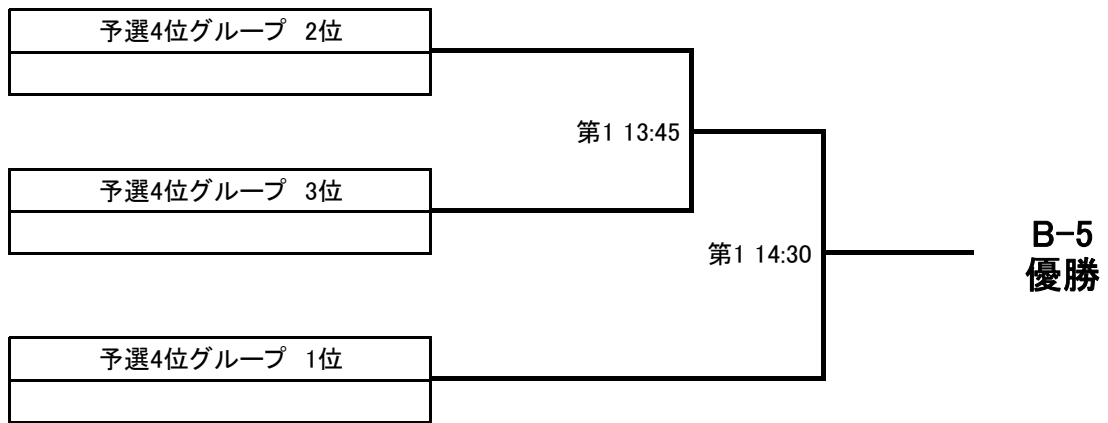 予選4位グループ 2位
第1 13:45
予選4位グループ 3位
第1 14:30
B-5
優勝
予選4位グループ 1位